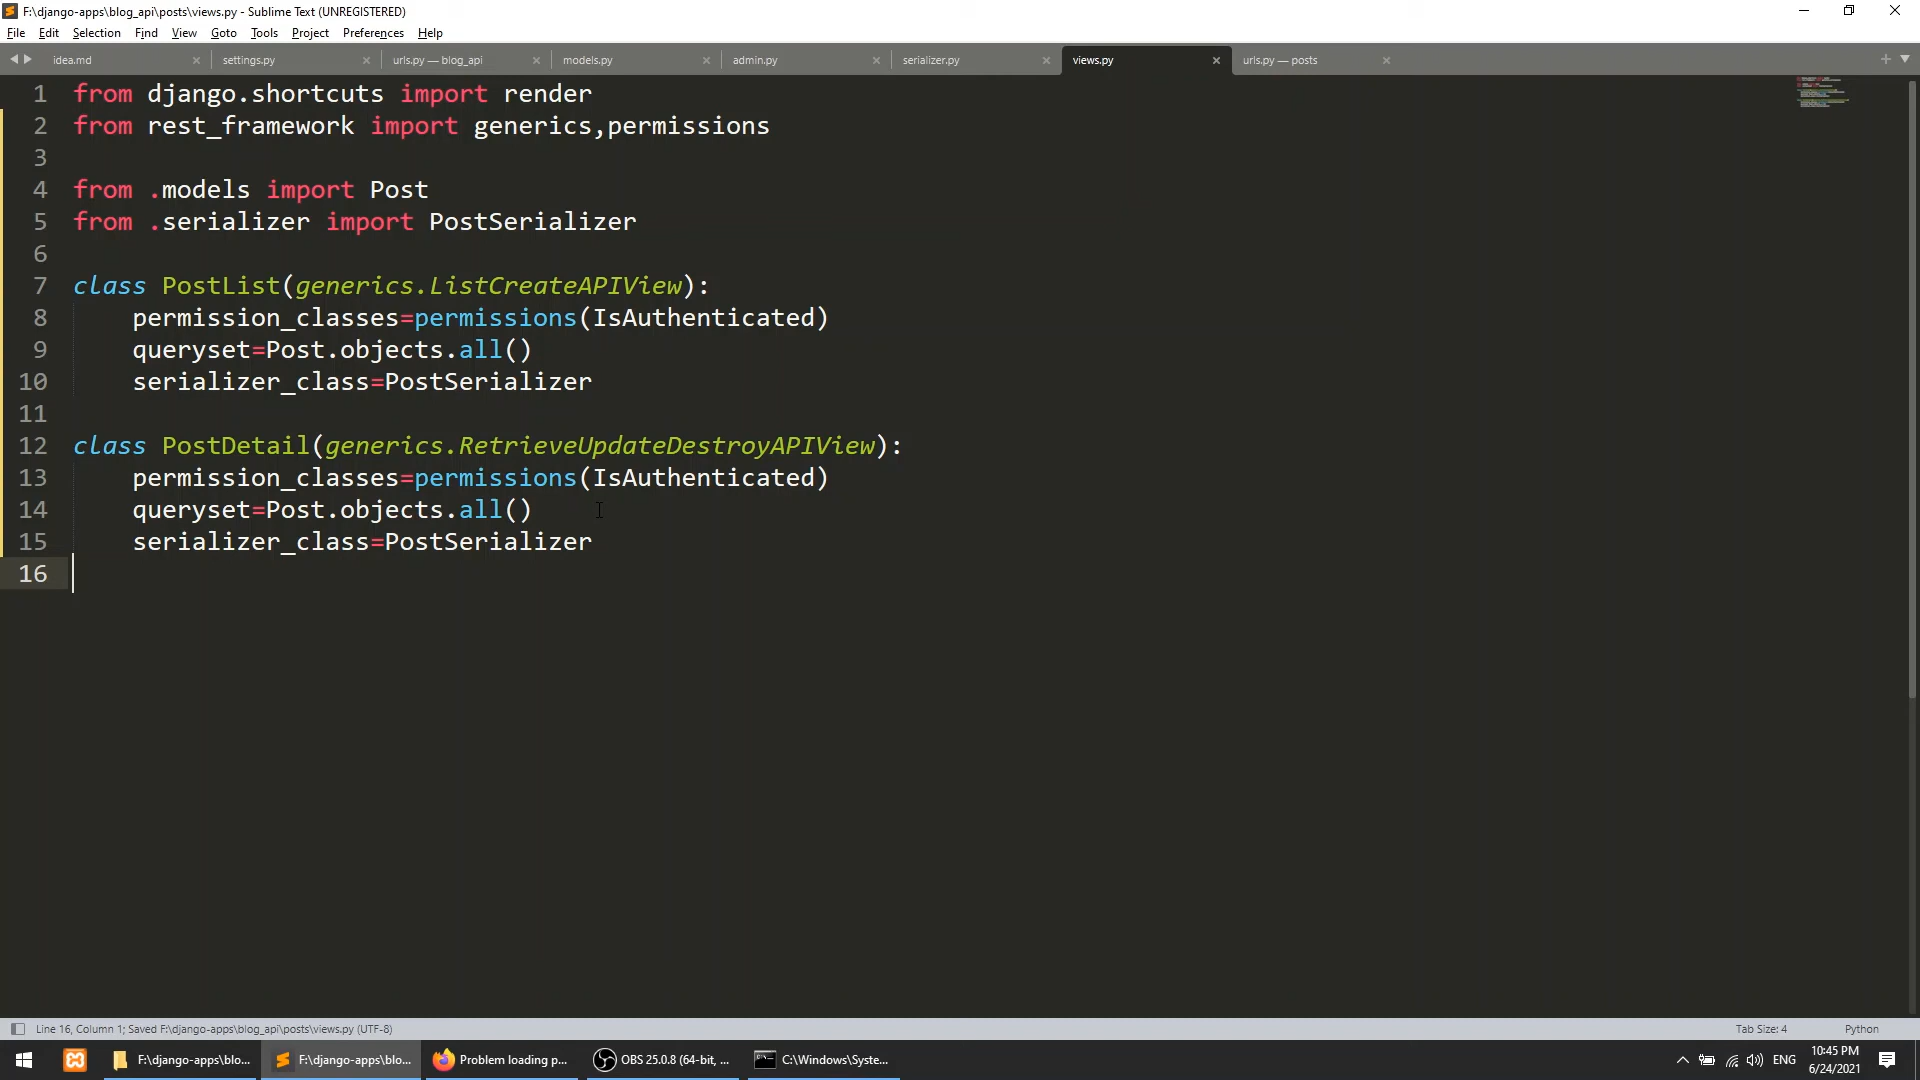 F:\django-apps\blog_api\posts\views.py - Sublime Text (UNREGISTERED)
File Edit Selection Find View Goto Tools Project Preferences Help
idea.md settings.py urls.py — blog_api models.py admin.py serializer.py views.py urls.py — posts
1 from django.shortcuts import render
2 from rest_framework import generics,permissions
3
4 from .models import Post
5 from .serializer import PostSerializer
6
7 class PostList(generics.ListCreateAPIView):
8     permission_classes=permissions(IsAuthenticated)
9     queryset=Post.objects.all()
10     serializer_class=PostSerializer
11
12 class PostDetail(generics.RetrieveUpdateDestroyAPIView):
13     permission_classes=permissions(IsAuthenticated)
14     queryset=Post.objects.all()
15     serializer_class=PostSerializer
16
Line 16, Column 1; Saved F:\django-apps\blog_api\posts\views.py (UTF-8) Tab Size: 4 Python
F:\django-apps\blo... F:\django-apps\blo... Problem loading p... OBS 25.0.8 (64-bit, ... C:\Windows\Syste... ENG 10:45 PM
6/24/2021